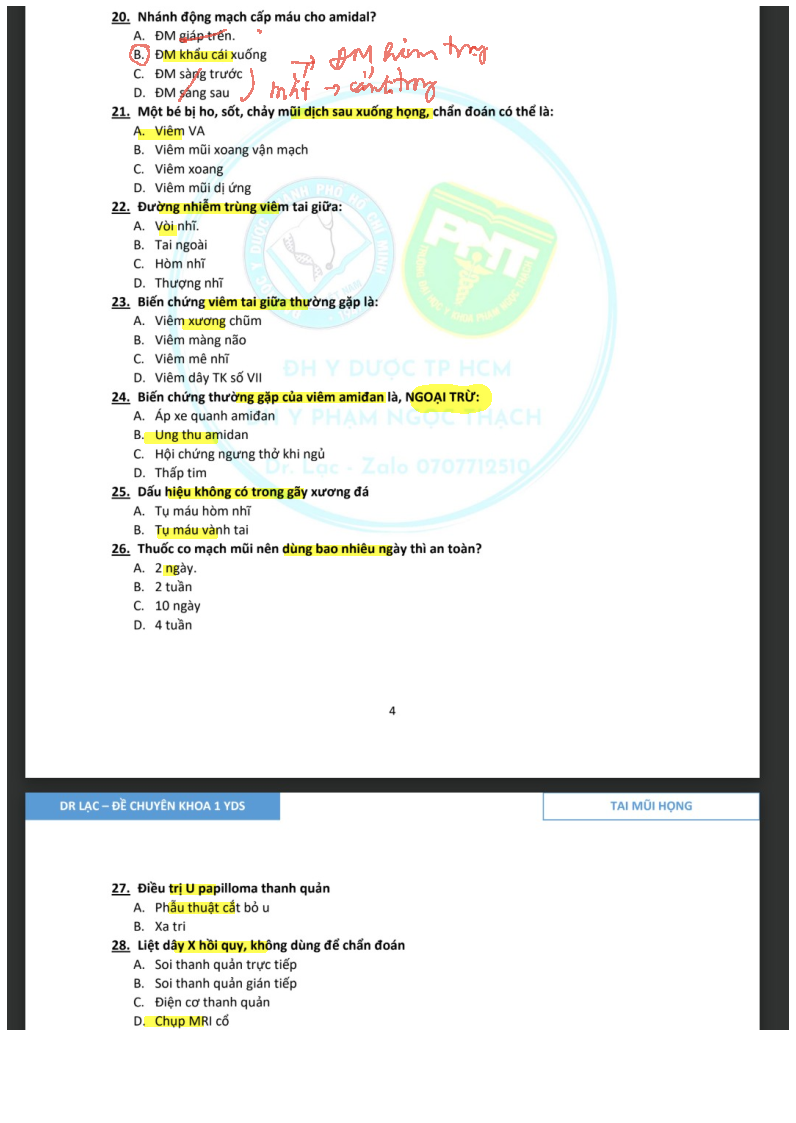 20. Nhánh động mạch cấp máu cho amidal?
A. ĐM giáp trên.
B. ĐM khẩu cái xuống
→ ĐM hàm trong
C. ĐM sàng trước
D. ĐM sàng sau
mắt → cảnh trong
21. Một bé bị ho, sốt, chảy mũi dịch sau xuống họng, chẩn đoán có thể là:
A. Viêm VA
B. Viêm mũi xoang vận mạch
C. Viêm xoang
D. Viêm mũi dị ứng
22. Đường nhiễm trùng viêm tai giữa:
A. Vòi nhĩ.
B. Tai ngoài
C. Hòm nhĩ
D. Thượng nhĩ
23. Biến chứng viêm tai giữa thường gặp là:
A. Viêm xương chũm
B. Viêm màng não
C. Viêm mê nhĩ
D. Viêm dây TK số VII
24. Biến chứng thường gặp của viêm amiđan là, NGOẠI TRỪ:
A. Áp xe quanh amiđan
B. Ung thu amidan
C. Hội chứng ngưng thở khi ngủ
D. Thấp tim
25. Dấu hiệu không có trong gãy xương đá
A. Tụ máu hòm nhĩ
B. Tụ máu vành tai
26. Thuốc co mạch mũi nên dùng bao nhiêu ngày thì an toàn?
A. 2 ngày.
B. 2 tuần
C. 10 ngày
D. 4 tuần
PNT
ĐH Y DƯỢC TP HCM
ĐH Y PHẠM NGỌC THẠCH
Dr. Lạc - Zalo 0707712510
4
DR LẠC – ĐỀ CHUYÊN KHOA 1 YDS
TAI MŨI HỌNG
27. Điều trị U papilloma thanh quản
A. Phẫu thuật cắt bỏ u
B. Xa tri
28. Liệt dây X hồi quy, không dùng để chẩn đoán
A. Soi thanh quản trực tiếp
B. Soi thanh quản gián tiếp
C. Điện cơ thanh quản
D. Chụp MRI cổ